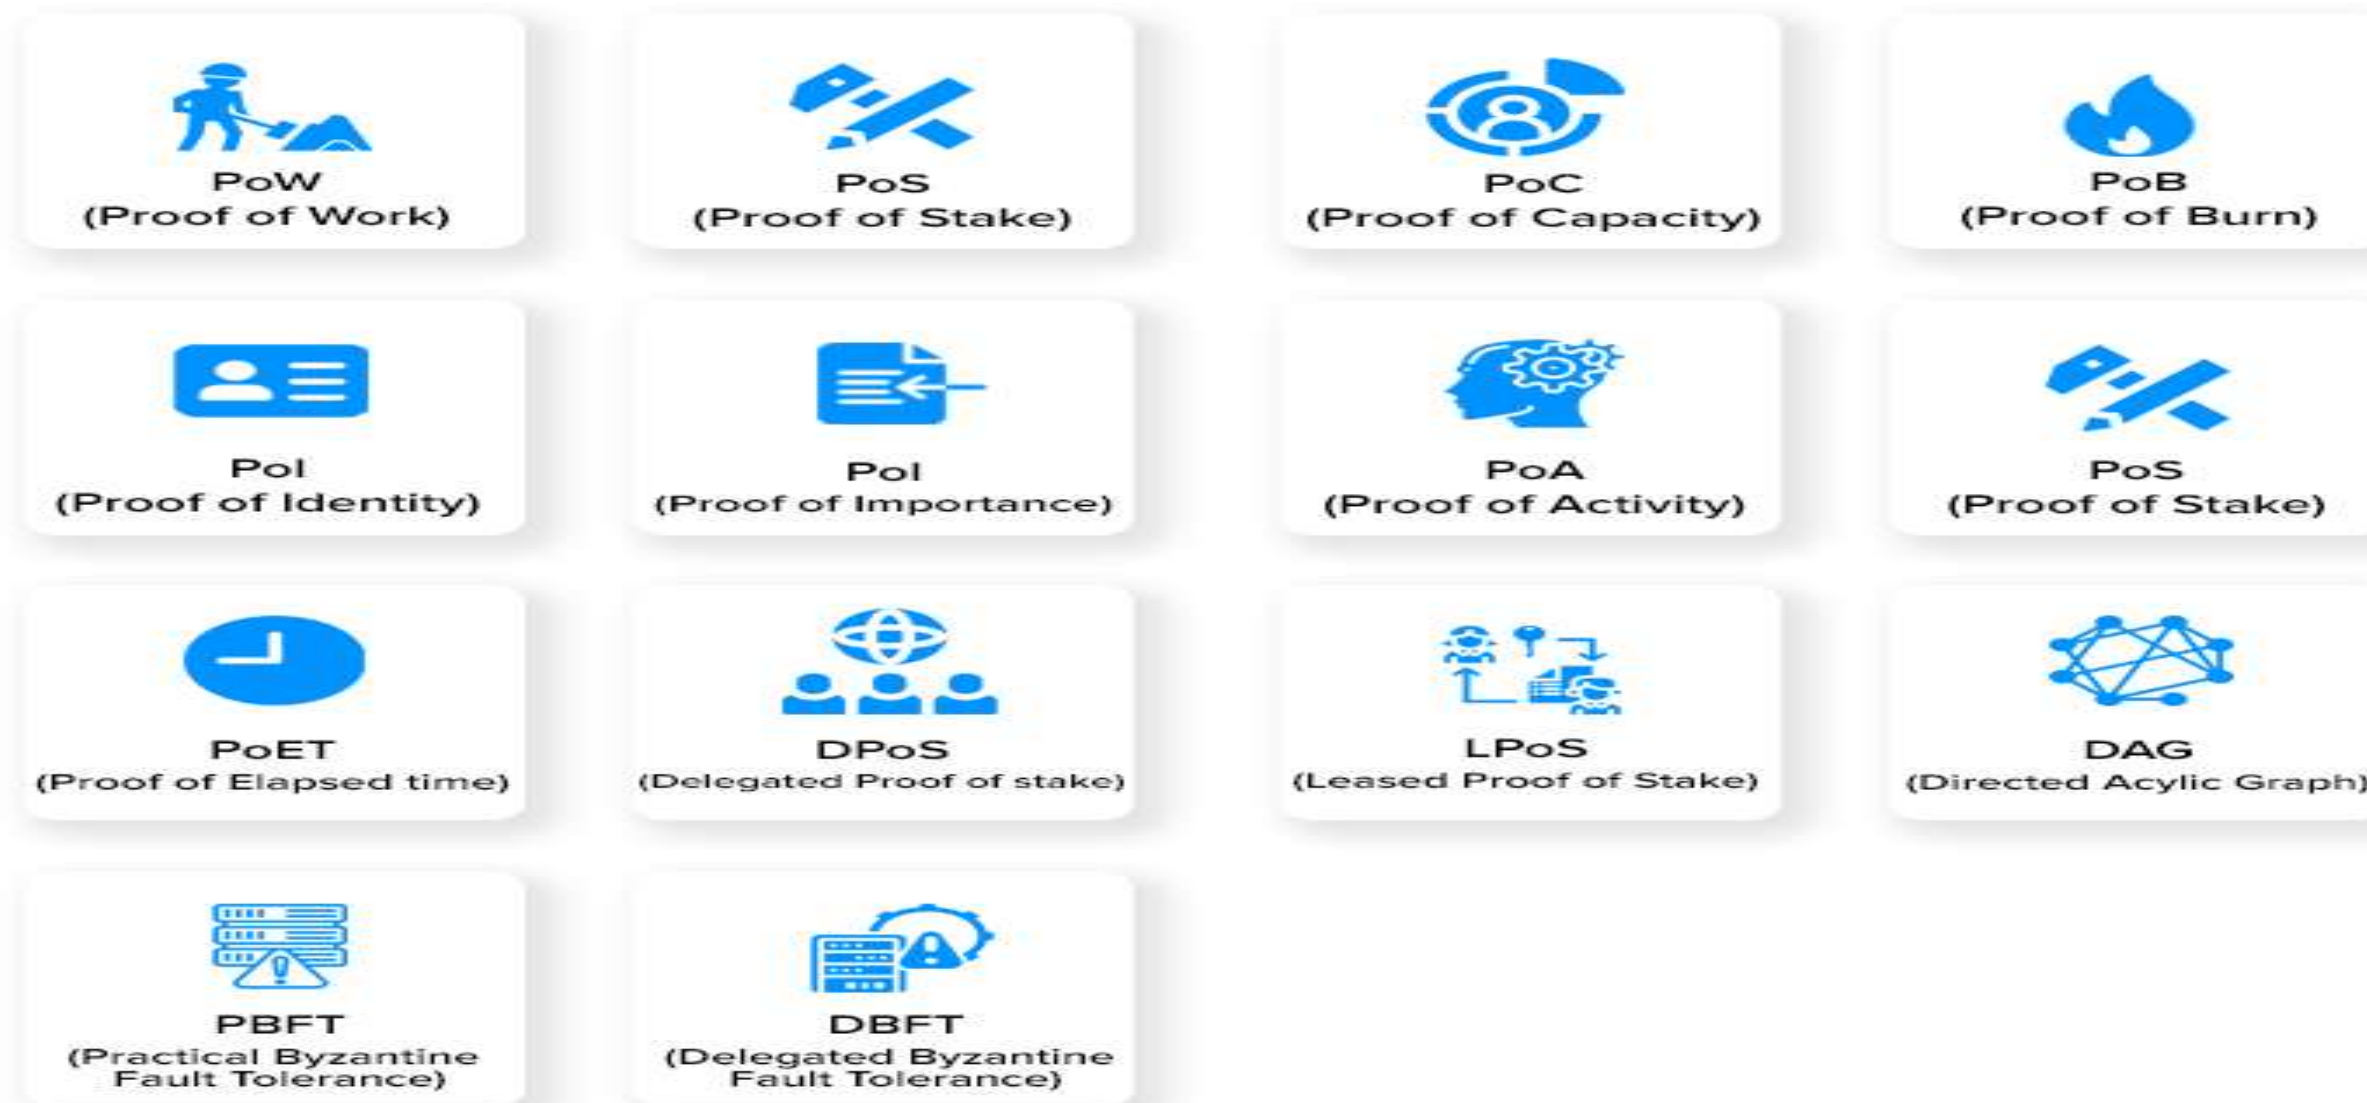 PoW
(Proof of Work)
PoS
(Proof of Stake)
PoC
(Proof of Capacity)
PoB
(Proof of Burn)
PoI
(Proof of Identity)
PoI
(Proof of Importance)
PoA
(Proof of Activity)
PoS
(Proof of Stake)
PoET
(Proof of Elapsed time)
DPoS
(Delegated Proof of stake)
LPoS
(Leased Proof of Stake)
DAG
(Directed Acylic Graph)
PBFT
(Practical Byzantine
Fault Tolerance)
DBFT
(Delegated Byzantine
Fault Tolerance)